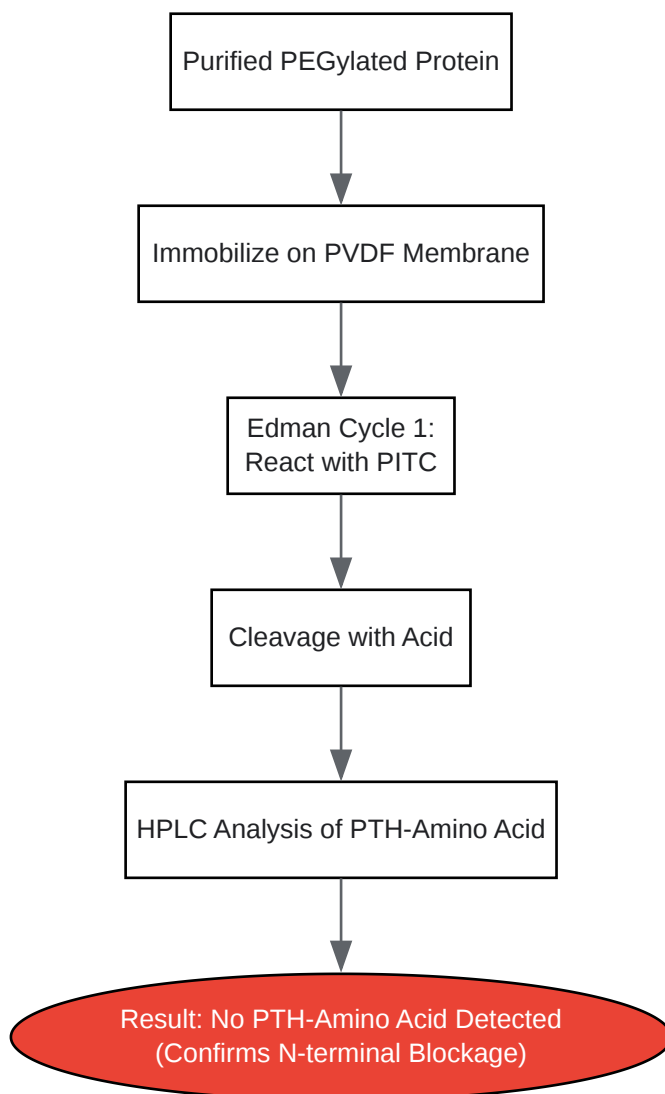 Purified PEGylated Protein
Immobilize on PVDF Membrane
Edman Cycle 1:
React with PITC
Cleavage with Acid
HPLC Analysis of PTH-Amino Acid
Result: No PTH-Amino Acid Detected
(Confirms N-terminal Blockage)